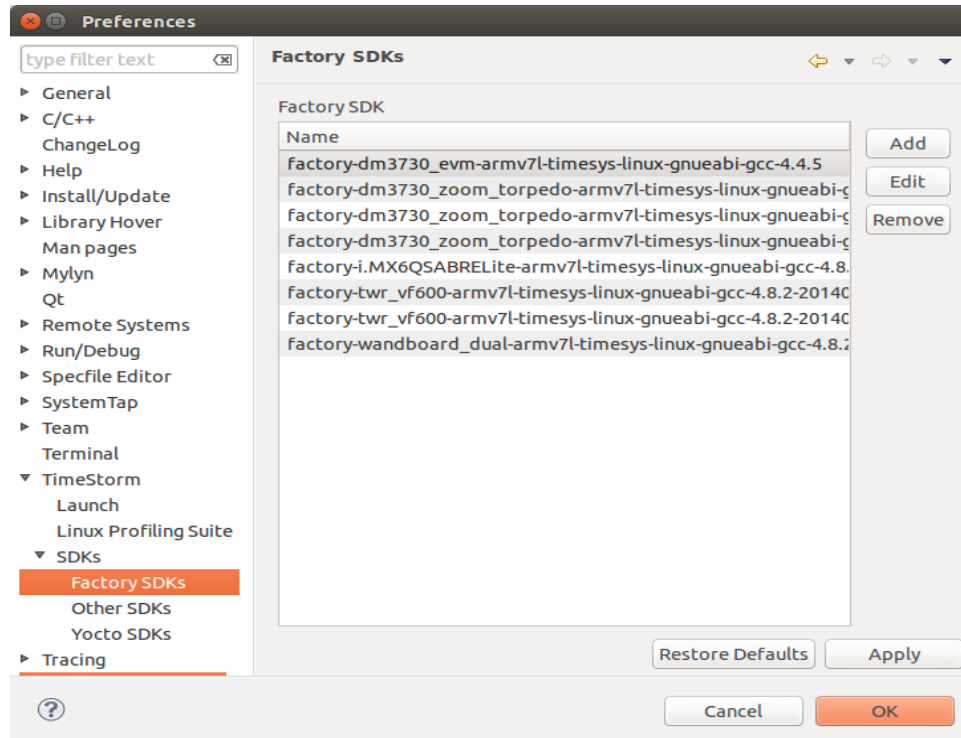 Preferences
type filter text
General
C/C++
ChangeLog
Help
Install/Update
Library Hover
Man pages
Mylyn
Qt
Remote Systems
Run/Debug
Specfile Editor
SystemTap
Team
Terminal
TimeStorm
Launch
Linux Profiling Suite
SDKs
Factory SDKs
Other SDKs
Yocto SDKs
Tracing
Factory SDKs
Factory SDK
Name
factory-dm3730_evm-armv7l-timesys-linux-gnueabi-gcc-4.4.5
factory-dm3730_zoom_torpedo-armv7l-timesys-linux-gnueabi-g
factory-dm3730_zoom_torpedo-armv7l-timesys-linux-gnueabi-g
factory-dm3730_zoom_torpedo-armv7l-timesys-linux-gnueabi-g
factory-i.MX6QSABRELite-armv7l-timesys-linux-gnueabi-gcc-4.8.
factory-twr_vf600-armv7l-timesys-linux-gnueabi-gcc-4.8.2-2014
factory-twr_vf600-armv7l-timesys-linux-gnueabi-gcc-4.8.2-2014
factory-wandboard_dual-armv7l-timesys-linux-gnueabi-gcc-4.8.2
Add
Edit
Remove
Restore Defaults
Apply
?
Cancel
OK